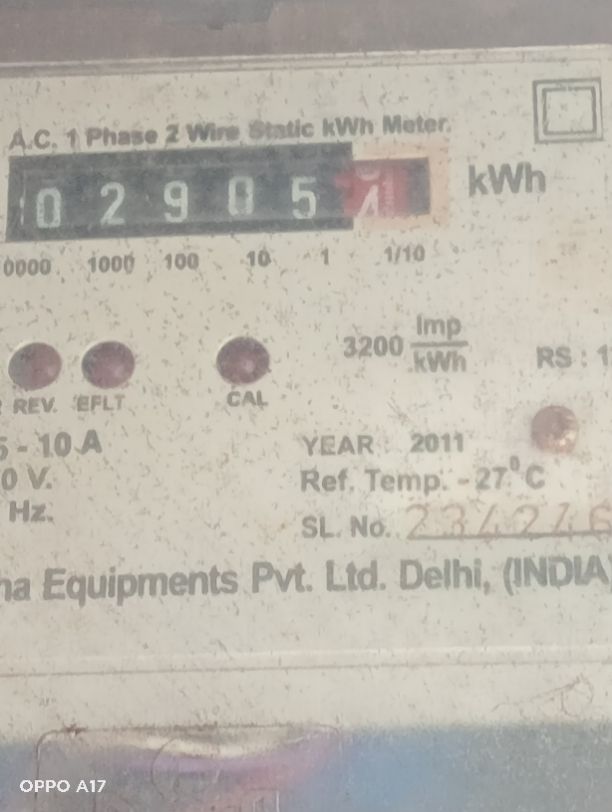 A.C. 1 Phase 2 Wire Static kWh Meter.
0 2 9 0 5 4 kWh
0000 1000 100 10 1 1/10
3200 Imp/kWh
RS : 1
REV. EFLT CAL
5 - 10 A
YEAR : 2011
0 V.
Ref. Temp. - 27°C
Hz.
SL. No.
na Equipments Pvt. Ltd. Delhi, (INDIA)
OPPO A17